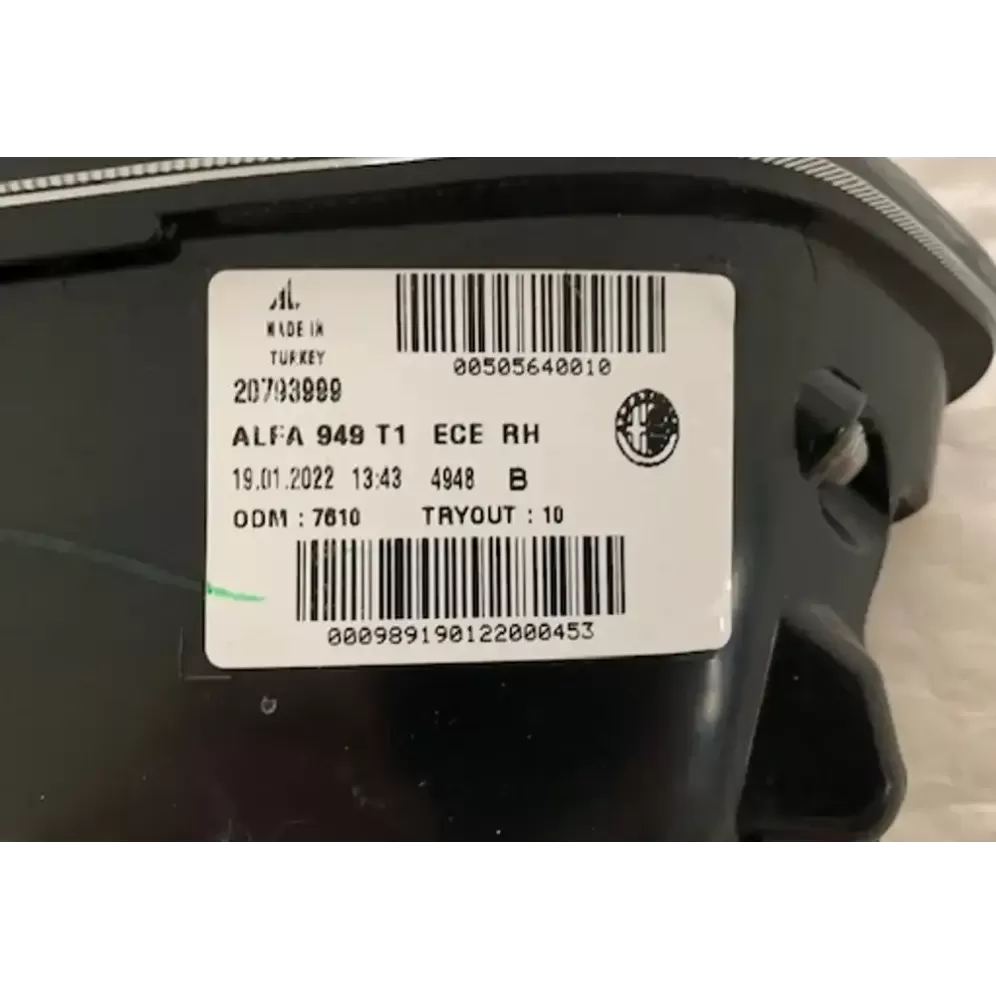 MADE IN
TURKEY
00505640010
20793999
ALFA 949 T1 ECE RH
19.01.2022 13:43 4948 B
ODM : 7610 TRYOUT : 10
000989190122000453